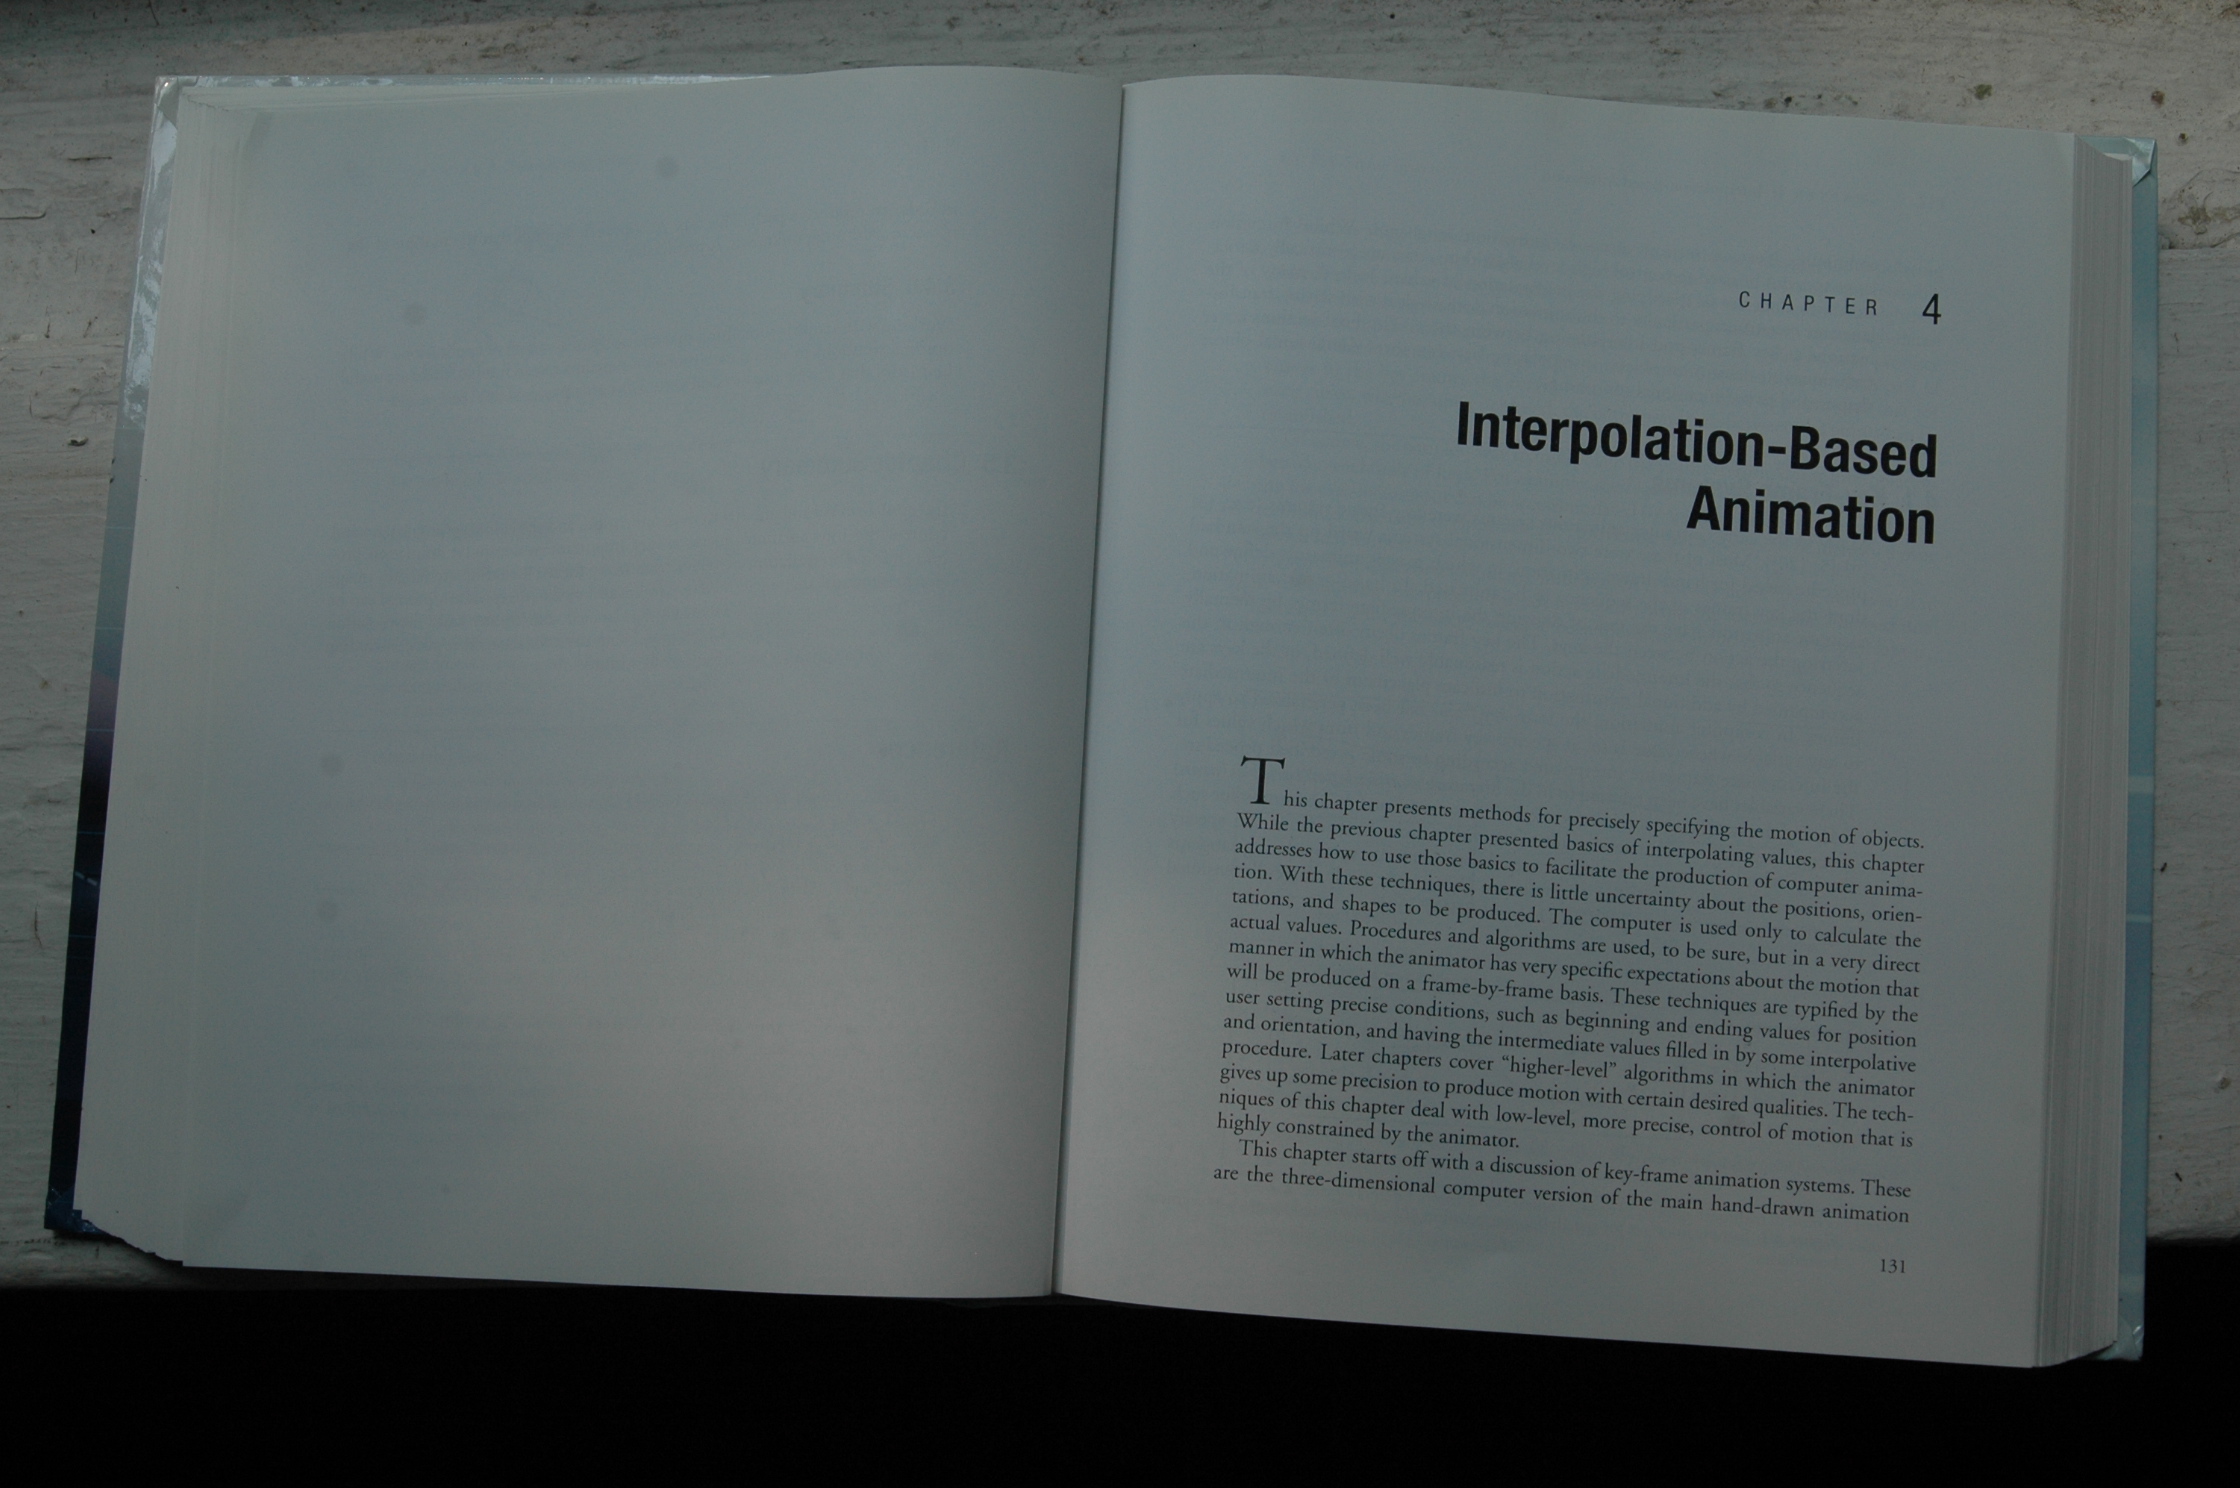 CHAPTER 4
Interpolation-Based
Animation
This chapter presents methods for precisely specifying the motion of objects.
While the previous chapter presented basics of interpolating values, this chapter
addresses how to use those basics to facilitate the production of computer anima-
tion. With these techniques, there is little uncertainty about the positions, orien-
tations, and shapes to be produced. The computer is used only to calculate the
actual values. Procedures and algorithms are used, to be sure, but in a very direct
manner in which the animator has very specific expectations about the motion that
will be produced on a frame-by-frame basis. These techniques are typified by the
user setting precise conditions, such as beginning and ending values for position
and orientation, and having the intermediate values filled in by some interpolative
procedure. Later chapters cover “higher-level” algorithms in which the animator
gives up some precision to produce motion with certain desired qualities. The tech-
niques of this chapter deal with low-level, more precise, control of motion that is
highly constrained by the animator.
This chapter starts off with a discussion of key-frame animation systems. These
are the three-dimensional computer version of the main hand-drawn animation
131